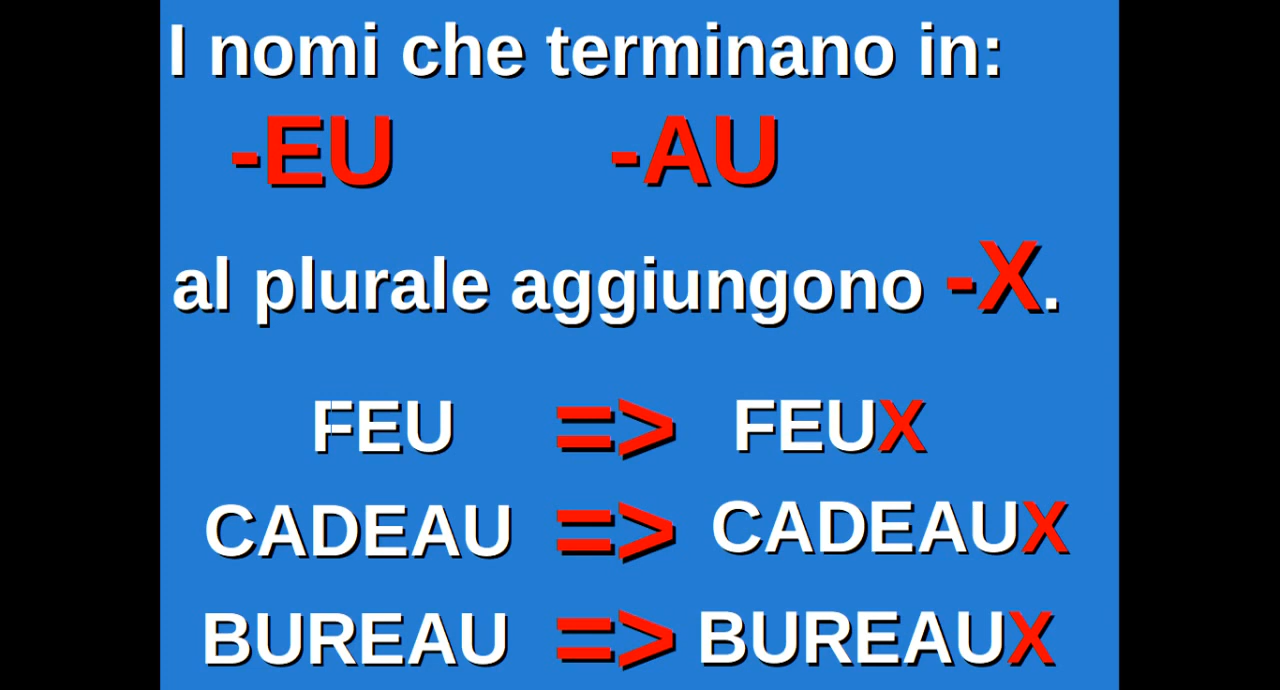 I nomi che terminano in:
-EU -AU
al plurale aggiungono -X.
FEU => FEUX
CADEAU => CADEAUX
BUREAU => BUREAUX